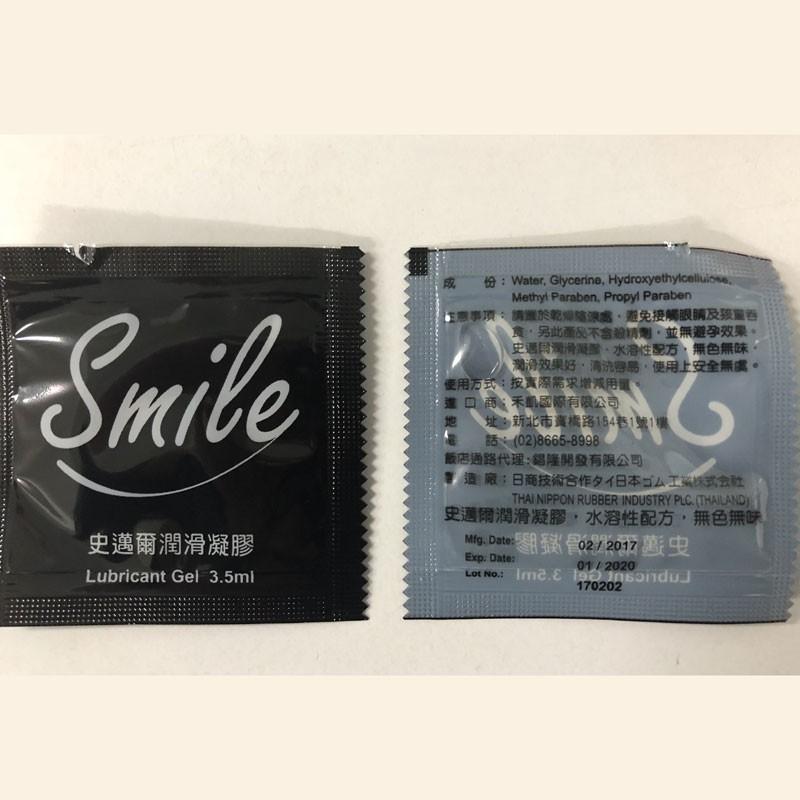 Smile
史邁爾潤滑凝膠
Lubricant Gel 3.5ml
成 份：Water, Glycerine, Hydroxyethylcellulose,
Methyl Paraben, Propyl Paraben
注意事項：請置於乾燥陰涼處，避免接觸眼睛及孩童吞
食，另此產品不含殺精劑，並無避孕效果。
史邁爾潤滑凝膠，水溶性配方，無色無味
潤滑效果好，清洗容易，使用上安全無虞。
使用方式：按實際需求增減用量。
進 口 商：禾凱國際有限公司
地 址：新北市寶橋路154巷1號1樓
電 話：(02)8665-8998
飯店通路代理：錫隆開發有限公司
製 造 廠：日商技術合作タイ日本ゴム工業株式会社
THAI NIPPON RUBBER INDUSTRY PLC.(THAILAND)
史邁爾潤滑凝膠，水溶性配方，無色無味
Mfg. Date: 02 / 2017
Exp. Date: 01 / 2020
Lot No.: 170202